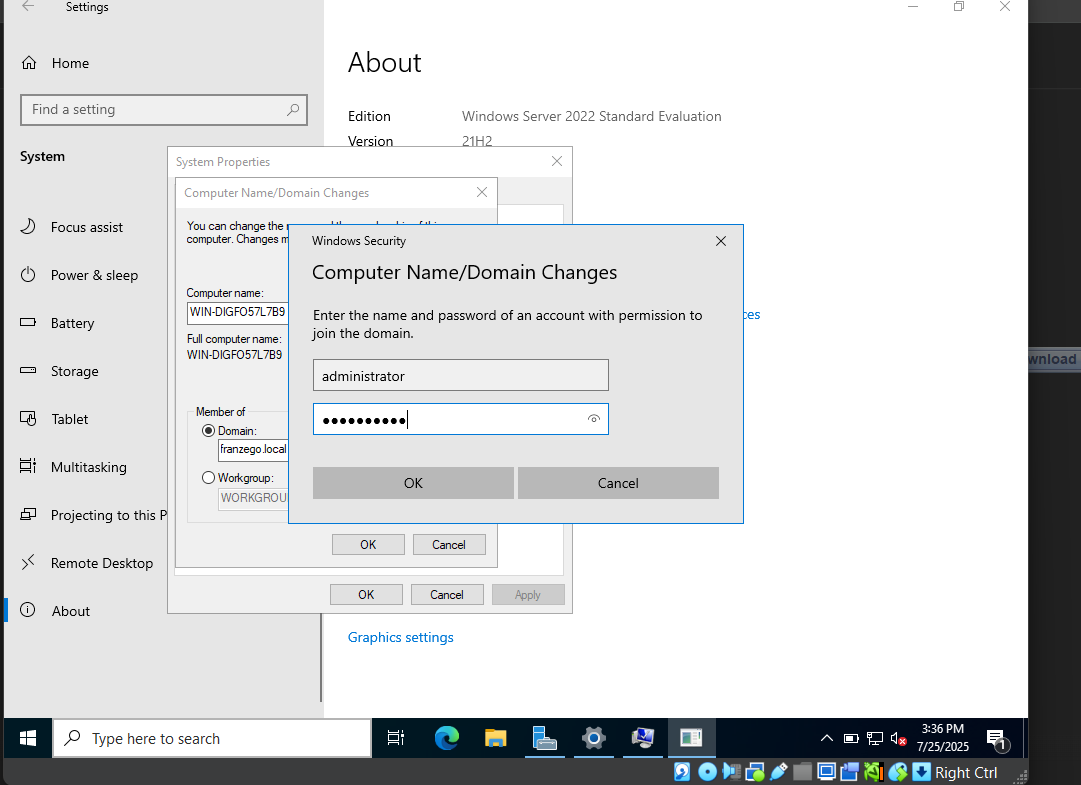 Settings
Home
Find a setting
System
Focus assist
Power & sleep
Battery
Storage
Tablet
Multitasking
Projecting to this P
Remote Desktop
About
About
Edition Windows Server 2022 Standard Evaluation
Version 21H2
System Properties
Computer Name/Domain Changes
You can change the
computer. Changes m
Computer name:
WIN-DIGFO57L7B9
Full computer name:
WIN-DIGFO57L7B9
Member of
Domain:
franzego.local
Workgroup:
WORKGROU
OK Cancel
OK Cancel Apply
Windows Security
Computer Name/Domain Changes
Enter the name and password of an account with permission to
join the domain.
administrator
●●●●●●●●●●
OK Cancel
ces
Graphics settings
wnload
Type here to search
3:36 PM
7/25/2025
1
Right Ctrl